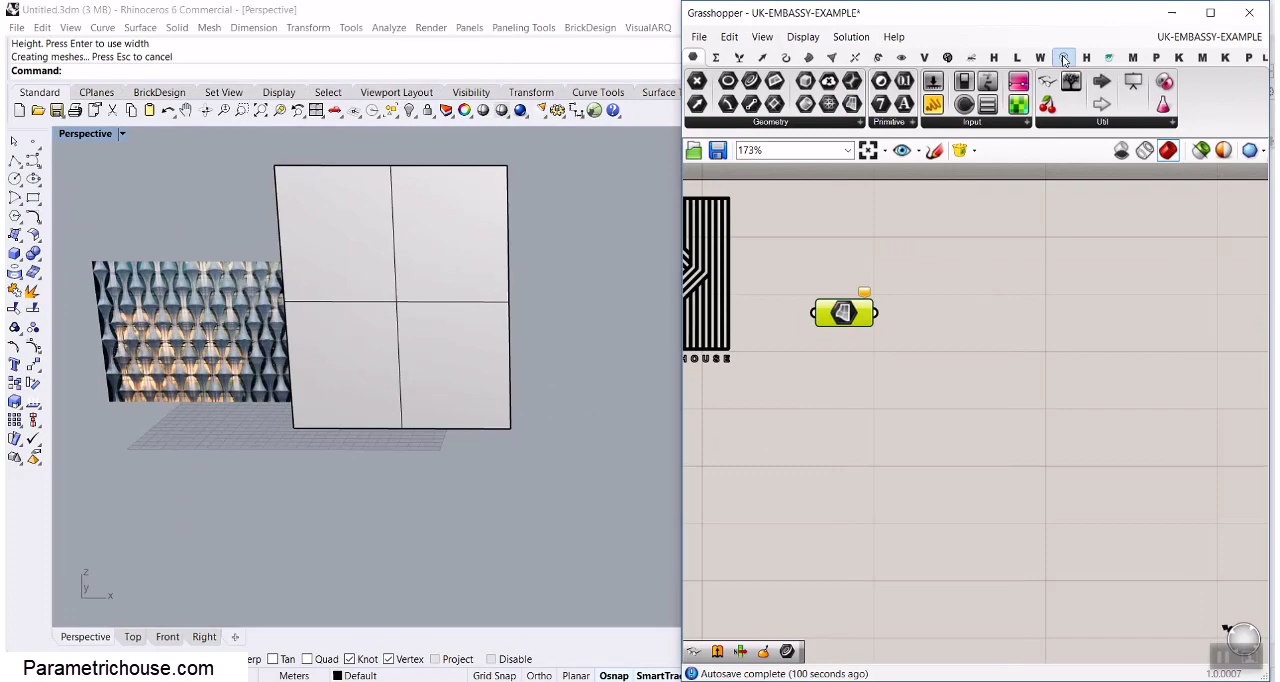 Untitled.3dm (3 MB) - Rhinoceros 6 Commercial - [Perspective]
File Edit View Curve Surface Solid Mesh Dimension Transform Tools Analyze Render Panels Paneling Tools BrickDesign VisualARQ
Height. Press Enter to use width
Creating meshes... Press Esc to cancel
Command:
Standard CPlanes BrickDesign Set View Display Select Viewport Layout Visibility Transform Curve Tools Surface T
Perspective
z
y
x
Perspective Top Front Right
erp Tan Quad Knot Vertex Project Disable
Meters Default Grid Snap Ortho Planar Osnap SmartTrac
Parametrichouse.com
Grasshopper - UK-EMBASSY-EXAMPLE*
File Edit View Display Solution Help UK-EMBASSY-EXAMPLE
V H L W H M P K M K P L
Geometry Primitive Input Util
173%
HOUSE
Autosave complete (100 seconds ago) 1.0.0007